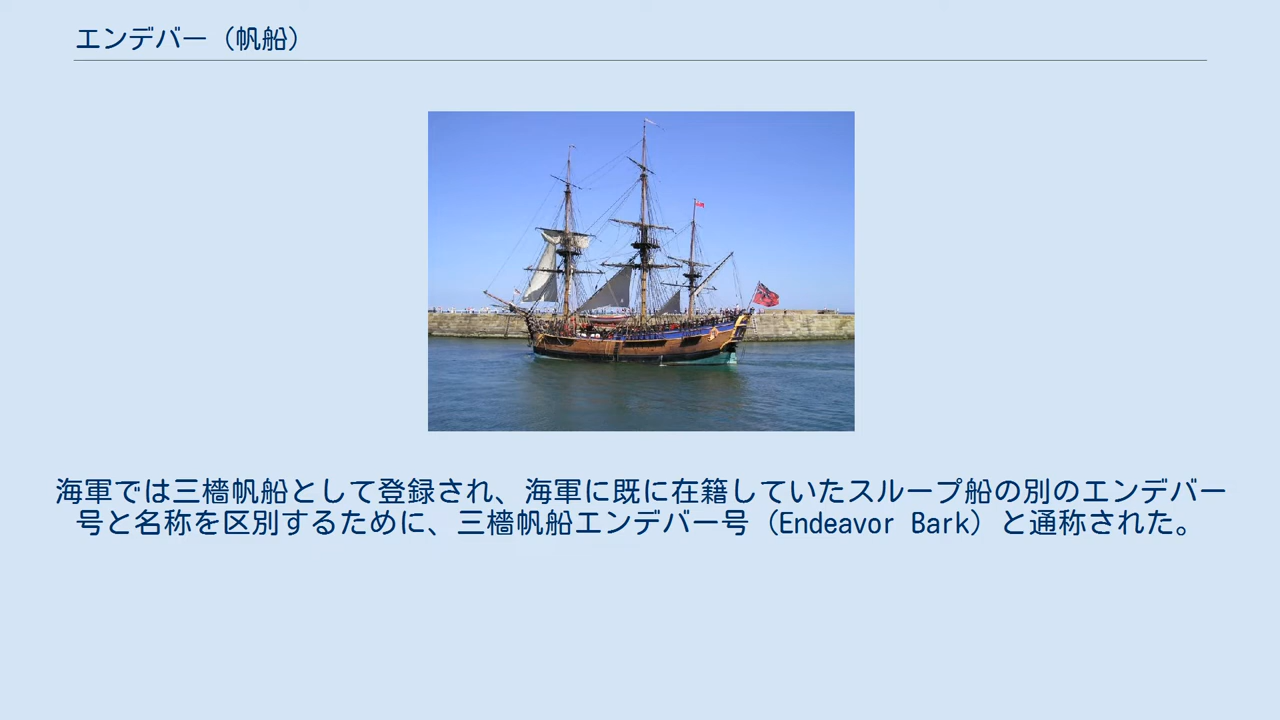 エンデバー（帆船）
海軍では三檣帆船として登録され、海軍に既に在籍していたスループ船の別のエンデバー
号と名称を区別するために、三檣帆船エンデバー号（Endeavor Bark）と通称された。